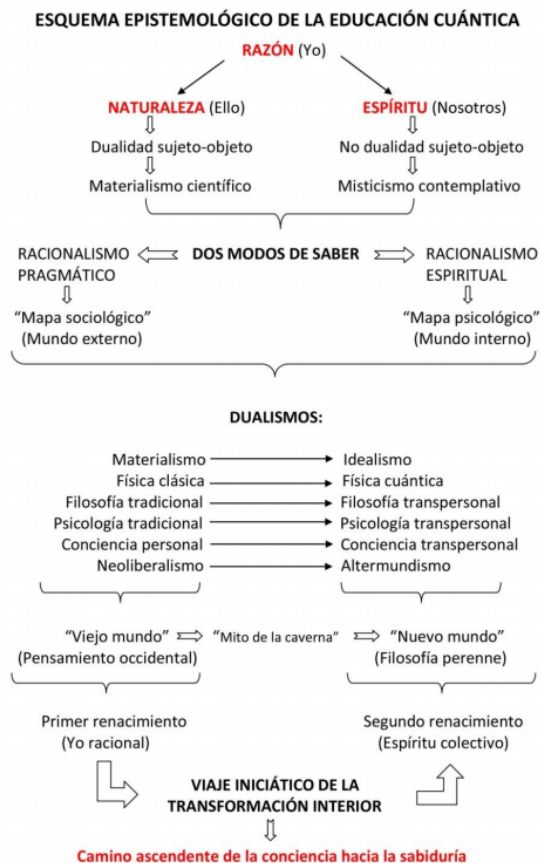 ESQUEMA EPISTEMOLÓGICO DE LA EDUCACIÓN CUÁNTICA
RAZÓN (Yo)
NATURALEZA (Ello)
ESPÍRITU (Nosotros)
Dualidad sujeto-objeto
No dualidad sujeto-objeto
Materialismo científico
Misticismo contemplativo
RACIONALISMO
PRAGMÁTICO
DOS MODOS DE SABER
RACIONALISMO
ESPIRITUAL
“Mapa sociológico”
(Mundo externo)
“Mapa psicológico”
(Mundo interno)
DUALISMOS:
Materialismo
Idealismo
Física clásica
Física cuántica
Filosofía tradicional
Filosofía transpersonal
Psicología tradicional
Psicología transpersonal
Conciencia personal
Conciencia transpersonal
Neoliberalismo
Altermundismo
“Viejo mundo”
(Pensamiento occidental)
“Mito de la caverna”
“Nuevo mundo”
(Filosofía perenne)
Primer renacimiento
(Yo racional)
Segundo renacimiento
(Espíritu colectivo)
VIAJE INICIÁTICO DE LA
TRANSFORMACIÓN INTERIOR
Camino ascendente de la conciencia hacia la sabiduría